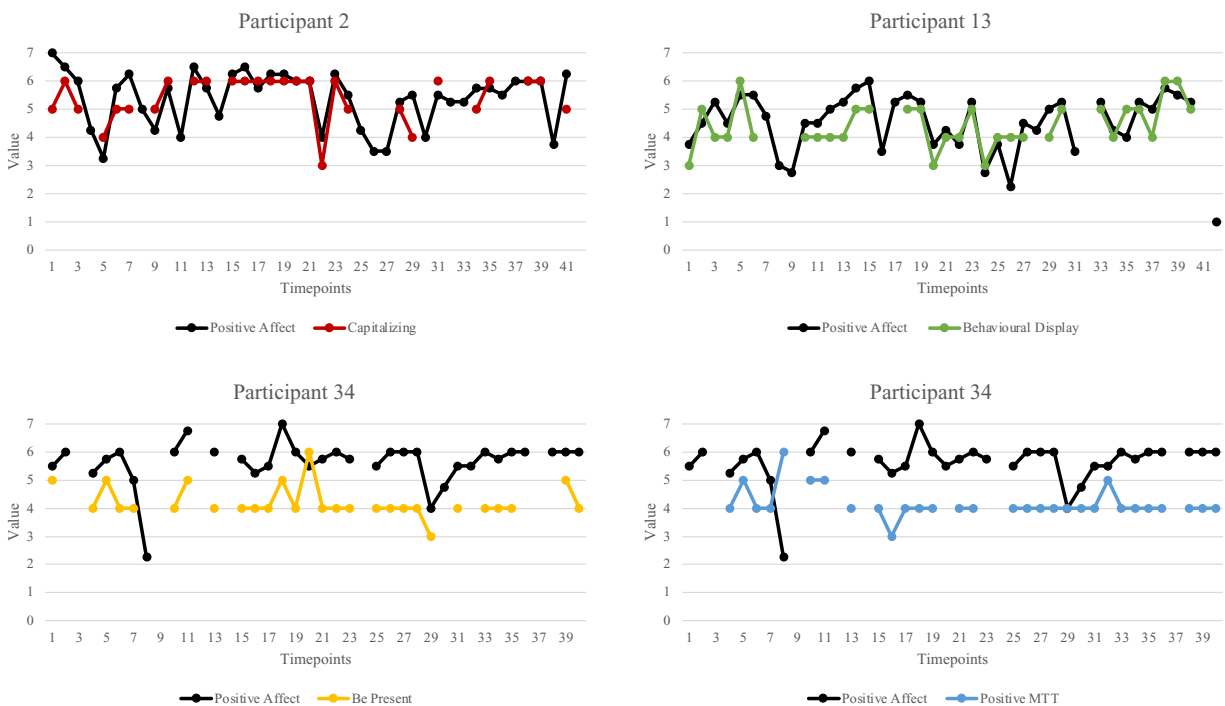 Participant 2
Value
7
6
5
4
3
2
1
0
1 3 5 7 9 11 13 15 17 19 21 23 25 27 29 31 33 35 37 39 41
Timepoints
Positive Affect Capitalizing
Participant 13
Value
7
6
5
4
3
2
1
0
1 3 5 7 9 11 13 15 17 19 21 23 25 27 29 31 33 35 37 39 41
Timepoints
Positive Affect Behavioural Display
Participant 34
Value
7
6
5
4
3
2
1
0
1 3 5 7 9 11 13 15 17 19 21 23 25 27 29 31 33 35 37 39
Timepoints
Positive Affect Be Present
Participant 34
Value
7
6
5
4
3
2
1
0
1 3 5 7 9 11 13 15 17 19 21 23 25 27 29 31 33 35 37 39
Timepoints
Positive Affect Positive MTT